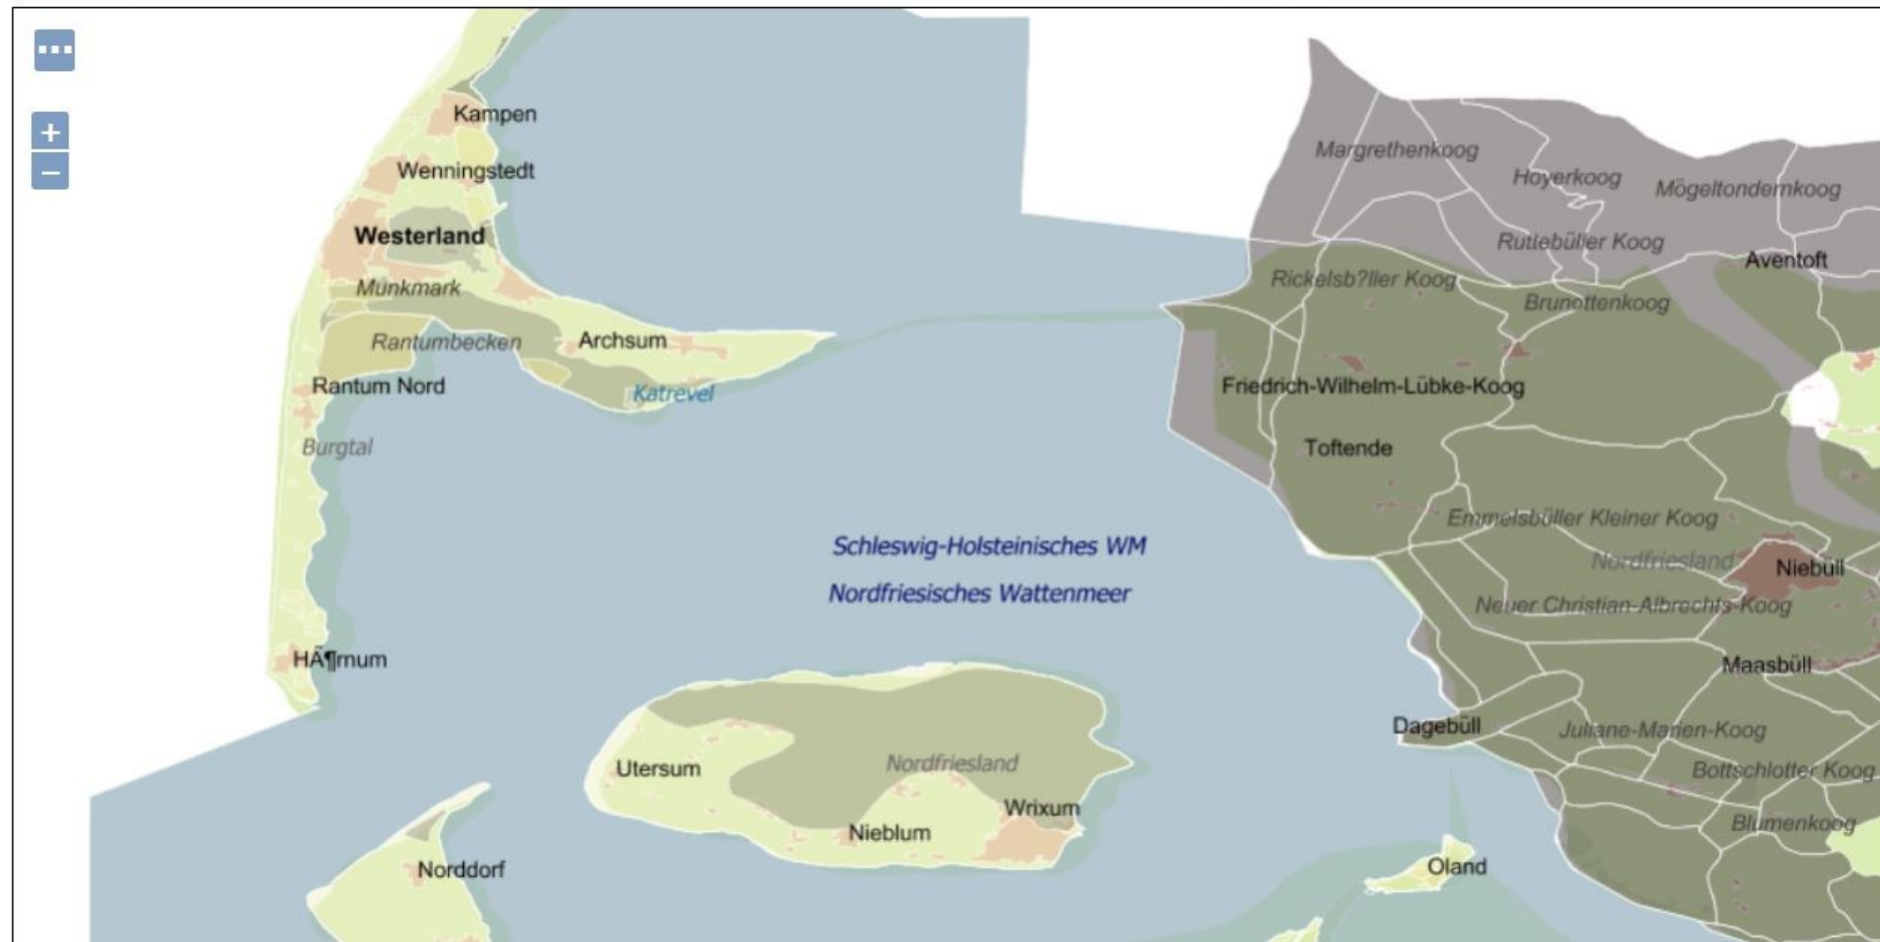 Kampen
Margrethenkoog
Wenningstedt
Hoyerkoog
Mögeltondernkoog
Westerland
Rutlebüller Koog
Aventoft
Rickelsb?ller Koog
Munkmark
Brunottenkoog
Rantumbecken
Archsum
Rantum Nord
Katrevel
Friedrich-Wilhelm-Lübke-Koog
Burgtal
Toftende
Emmelsbüller Kleiner Koog
Schleswig-Holsteinisches WM
Nordfriesland
Niebüll
Nordfriesisches Wattenmeer
Neuer Christian-Albrechts-Koog
HÃ¶rnum
Maasbüll
Dagebüll
Juliane-Marien-Koog
Utersum
Nordfriesland
Bottschlotter Koog
Wrixum
Nieblum
Blumenkoog
Norddorf
Oland